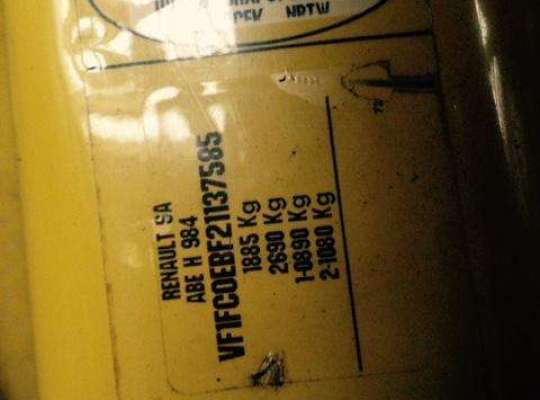 RENAULT SA
ABE H 984
VF1FC0EBF21137585
1885 Kg
2690 Kg
1-0890 Kg
2-1080 Kg